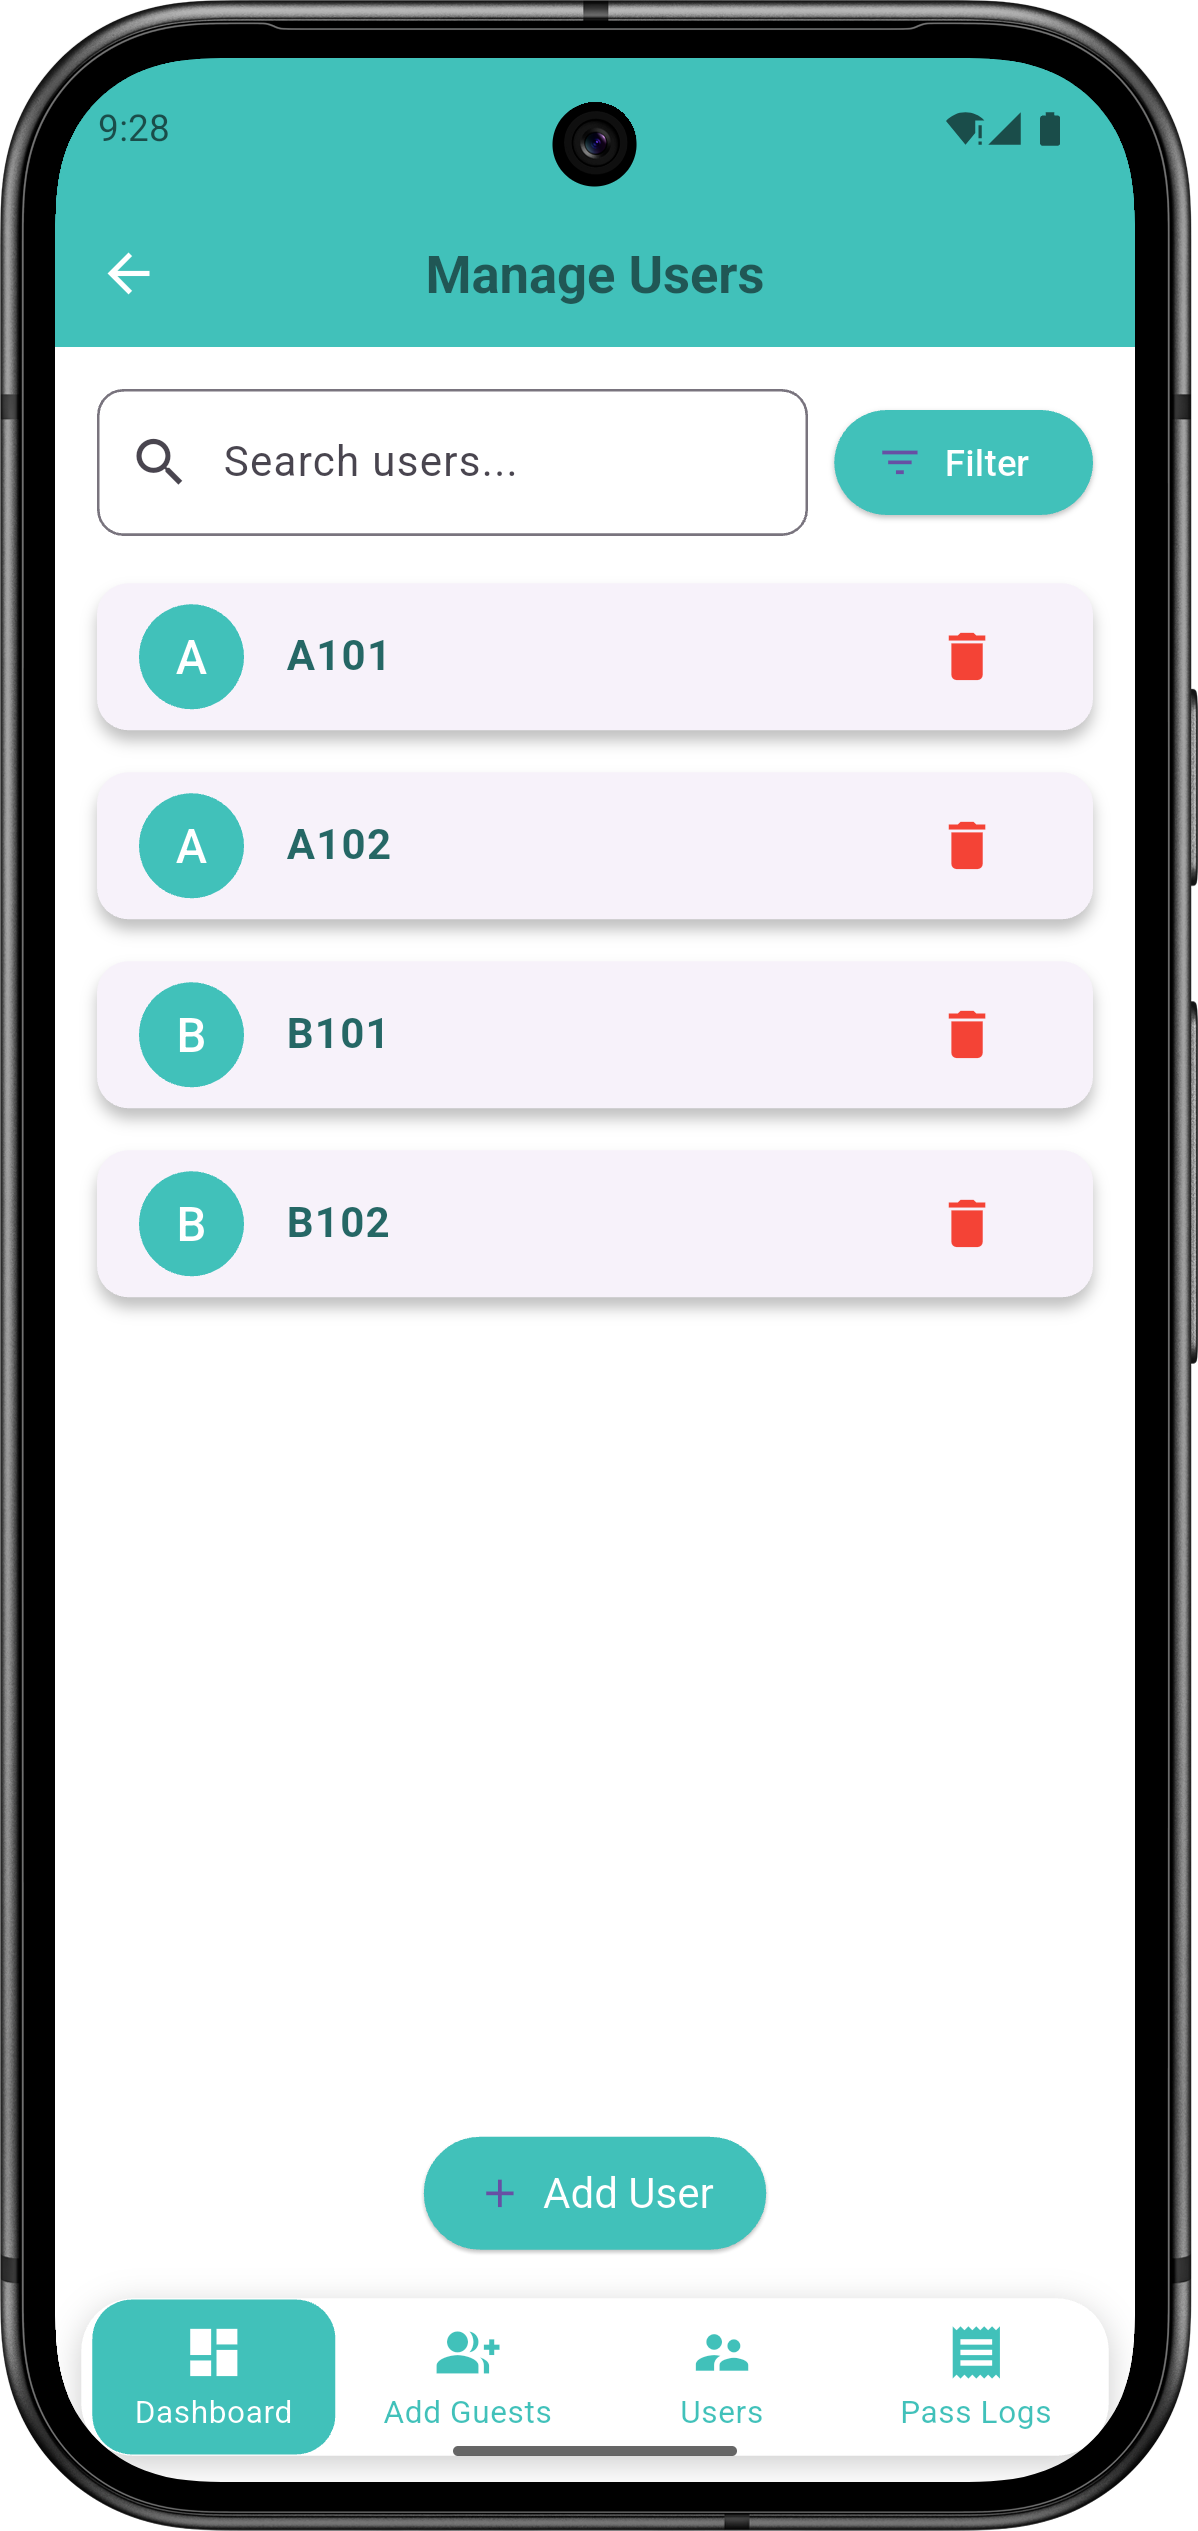 9:28
Manage Users
Search users...
Filter
A A101
A A102
B B101
B B102
+ Add User
Dashboard Add Guests Users Pass Logs